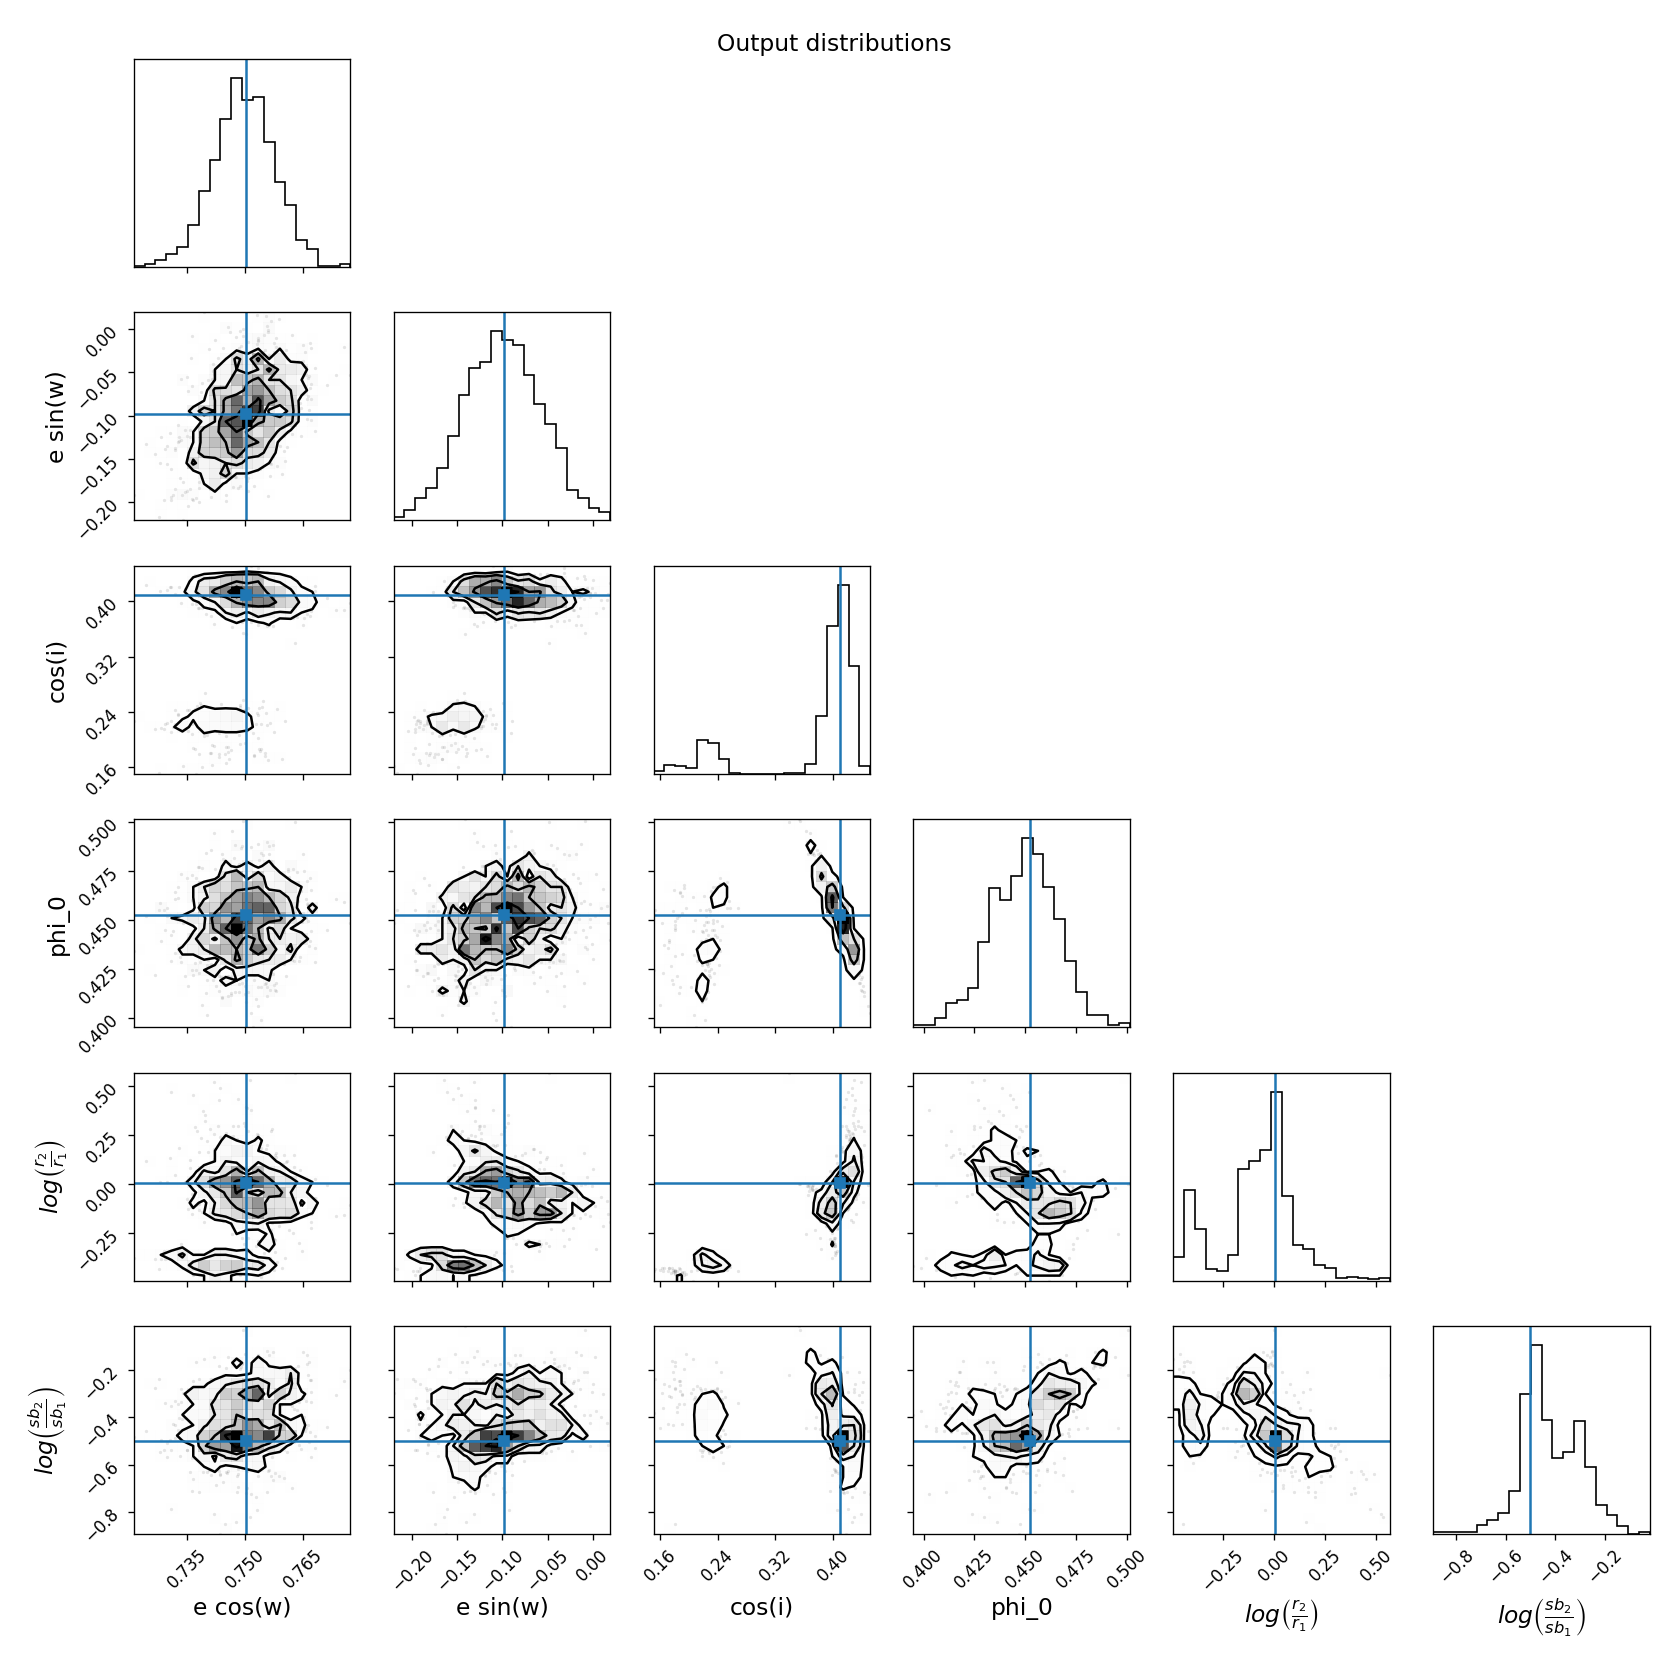 Output distributions
e sin(w)
0.00
−0.05
−0.10
−0.15
−0.20
cos(i)
0.40
0.32
0.24
0.16
phi_0
0.500
0.475
0.450
0.425
0.400
log(r2/r1)
0.50
0.25
0.00
−0.25
log(sb2/sb1)
−0.2
−0.4
−0.6
−0.8
0.735 0.750 0.765
−0.20 −0.15 −0.10 −0.05 0.00
0.16 0.24 0.32 0.40
0.400 0.425 0.450 0.475 0.500
−0.25 0.00 0.25 0.50
−0.8 −0.6 −0.4 −0.2
e cos(w)
e sin(w)
cos(i)
phi_0
log(r2/r1)
log(sb2/sb1)